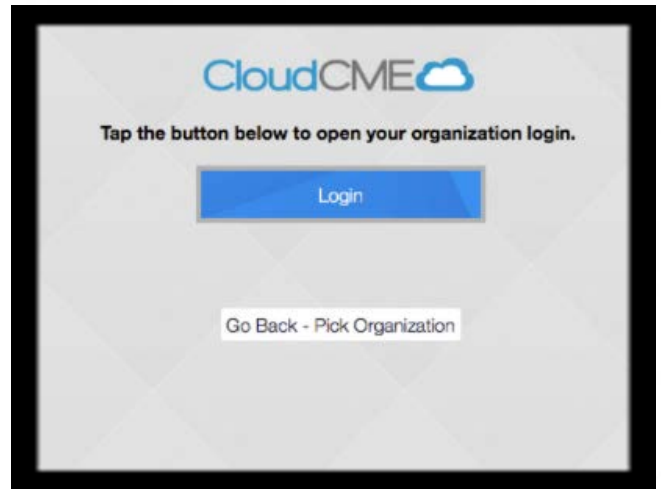 CloudCME
Tap the button below to open your organization login.
Login
Go Back - Pick Organization